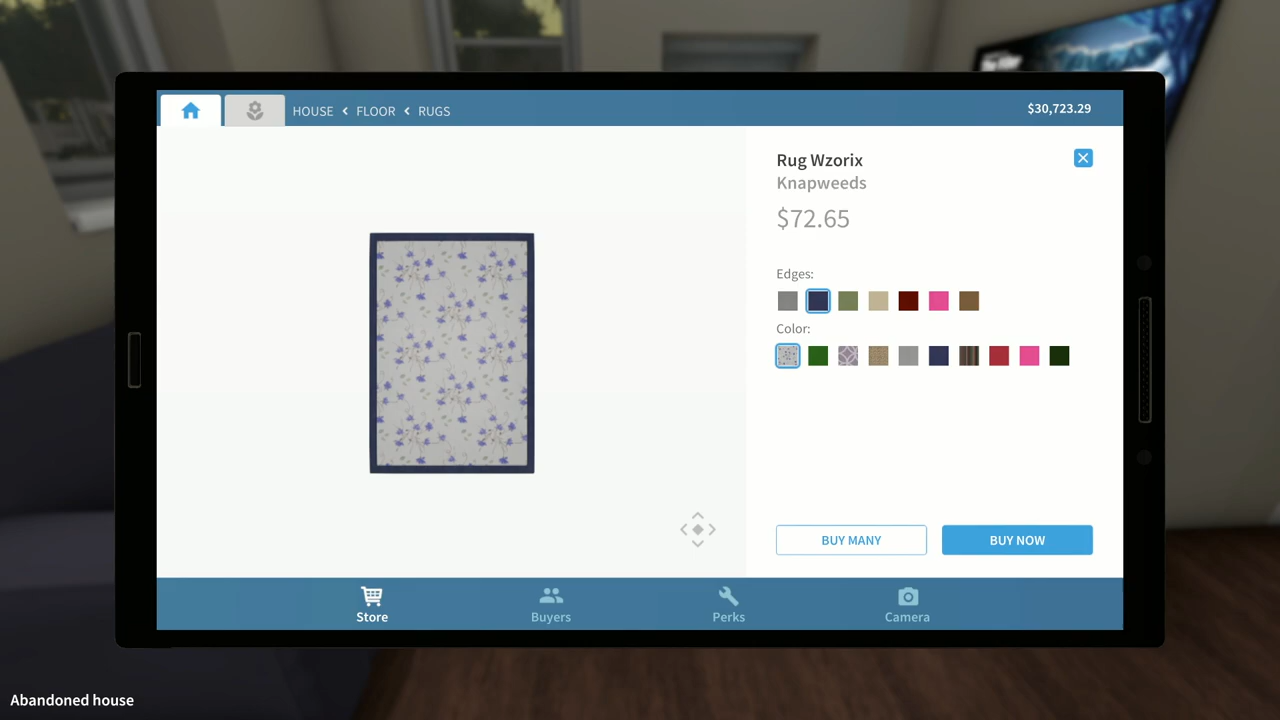 HOUSE < FLOOR < RUGS
$30,723.29
Rug Wzorix
Knapweeds
$72.65
Edges:
Color:
BUY MANY
BUY NOW
Store
Buyers
Perks
Camera
Abandoned house